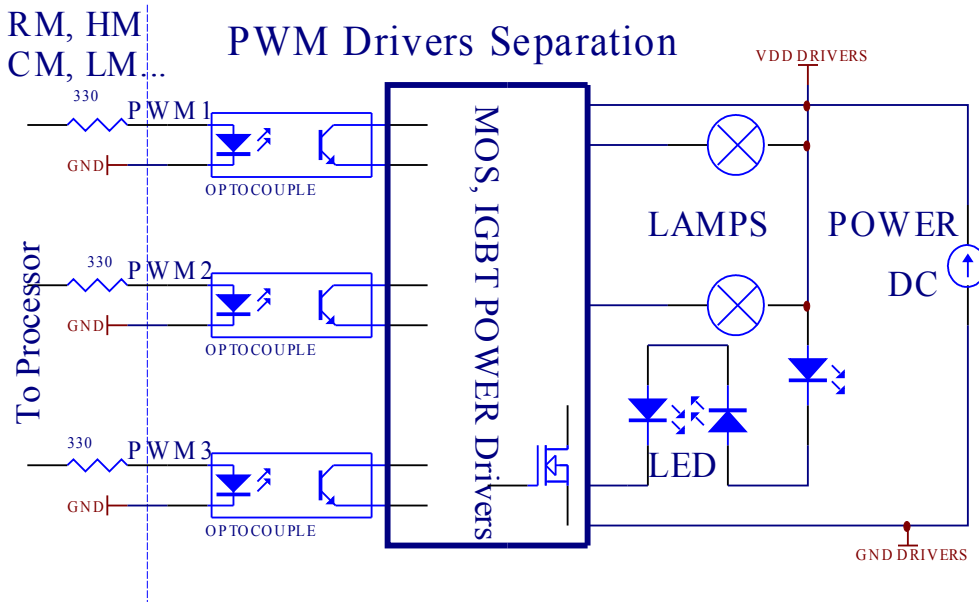 RM, HM
CM, LM...
PWM Drivers Separation
VDD DRIVERS
330
PWM1
GND
OPTOCOUPLE
MOS, IGBT POWER Drivers
LAMPS
POWER
DC
To Processor
330
PWM2
GND
OPTOCOUPLE
330
PWM3
GND
OPTOCOUPLE
LED
GND DRIVERS